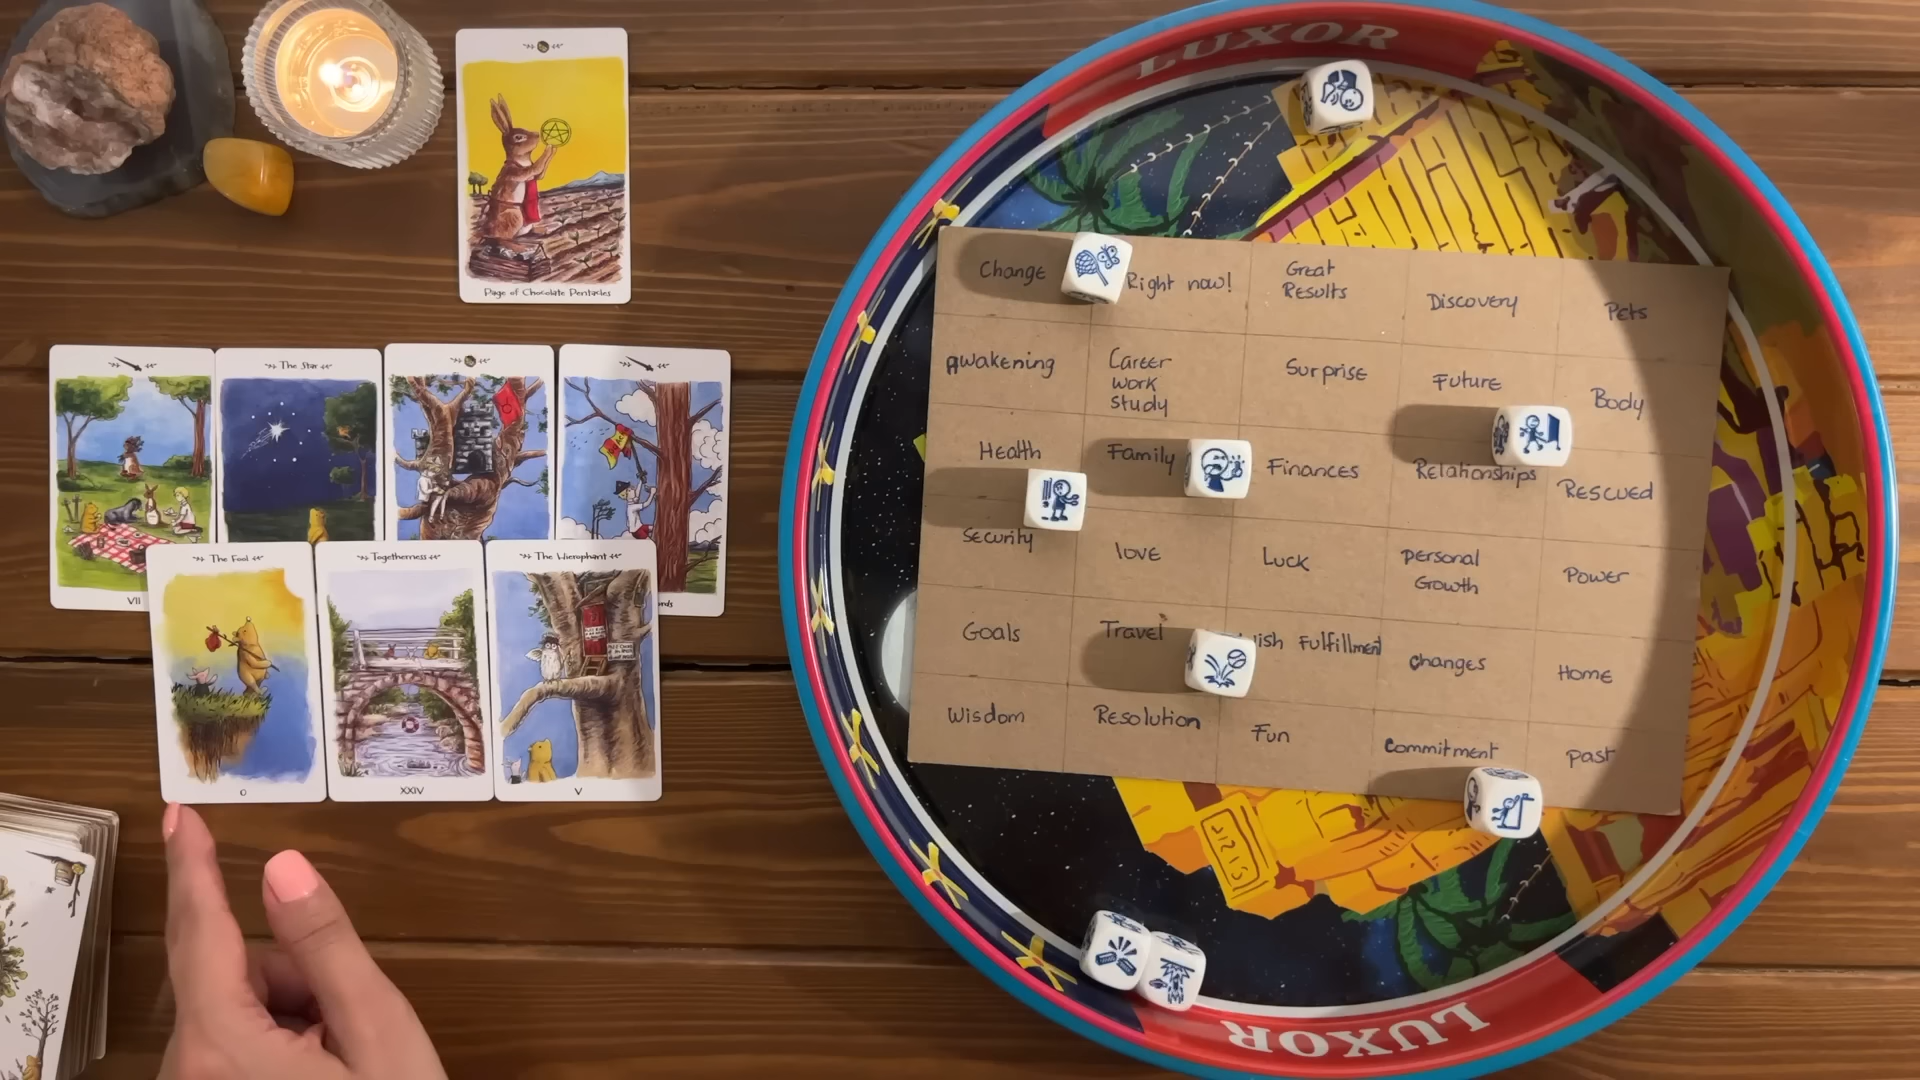 Page of Chocolate Pentacles
The Star
VII
The Fool
0
Togetherness
XXIV
The Hierophant
V
LUXOR
Change
Right now!
Great
Results
Discovery
Pets
Awakening
Career
work
study
Surprise
Future
Body
Health
Family
Finances
Relationships
RESCUED
Security
love
Luck
personal
Growth
Power
Goals
Travel
ish Fulfillment
changes
Home
Wisdom
Resolution
Fun
commitment
past
LUXOR